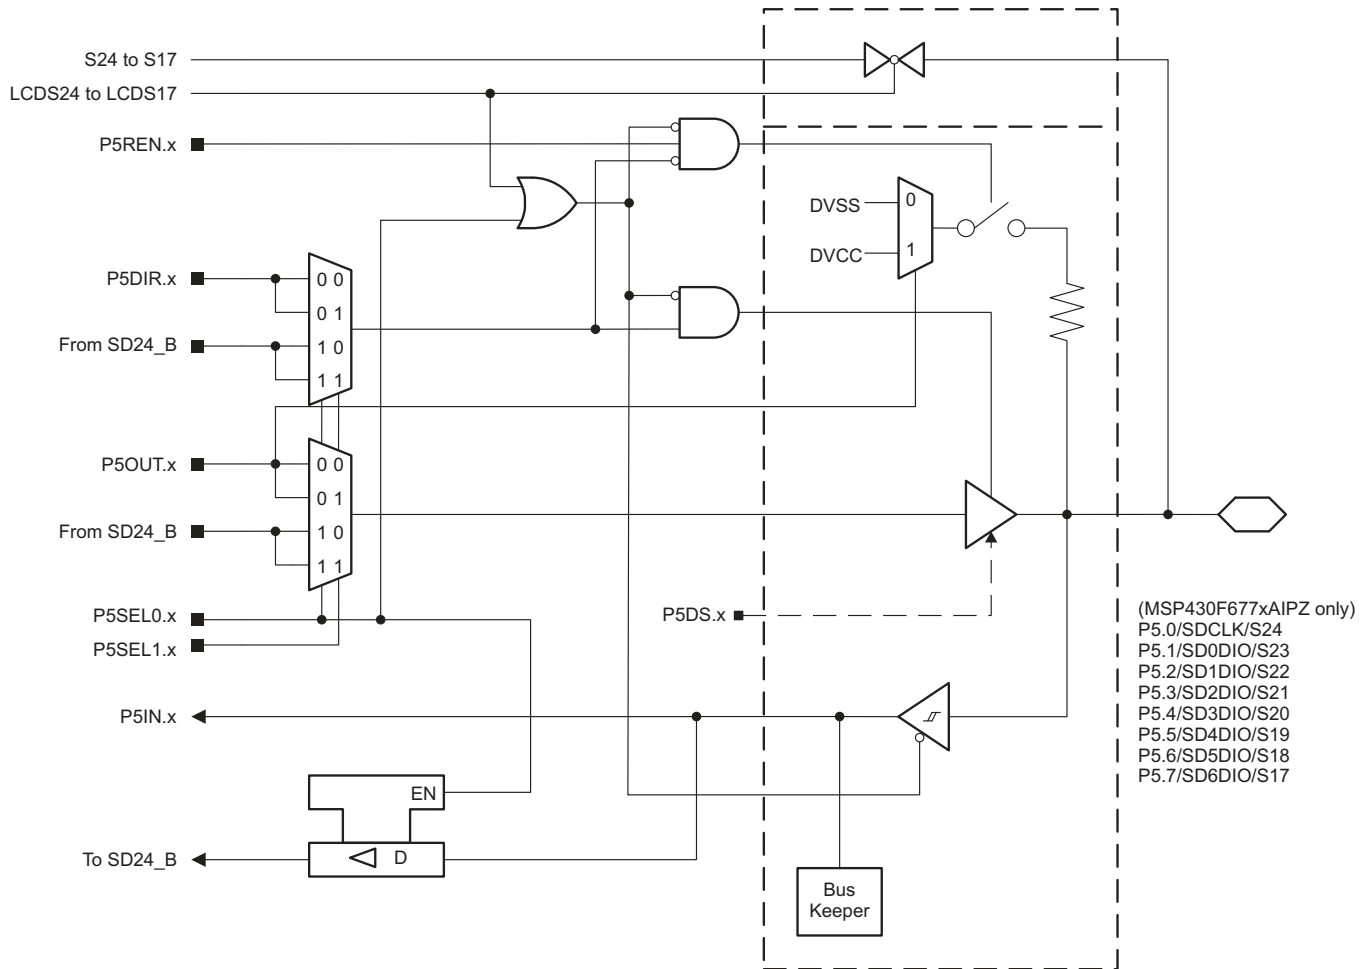 S24 to S17
LCDS24 to LCDS17
P5REN.x
DVSS
0
DVCC
1
P5DIR.x
0 0
0 1
From SD24_B
1 0
1 1
P5OUT.x
0 0
0 1
From SD24_B
1 0
1 1
P5SEL0.x
P5SEL1.x
P5DS.x
(MSP430F677xAIPZ only)
P5.0/SDCLK/S24
P5.1/SD0DIO/S23
P5.2/SD1DIO/S22
P5.3/SD2DIO/S21
P5.4/SD3DIO/S20
P5.5/SD4DIO/S19
P5.6/SD5DIO/S18
P5.7/SD6DIO/S17
P5IN.x
EN
To SD24_B
D
Bus
Keeper